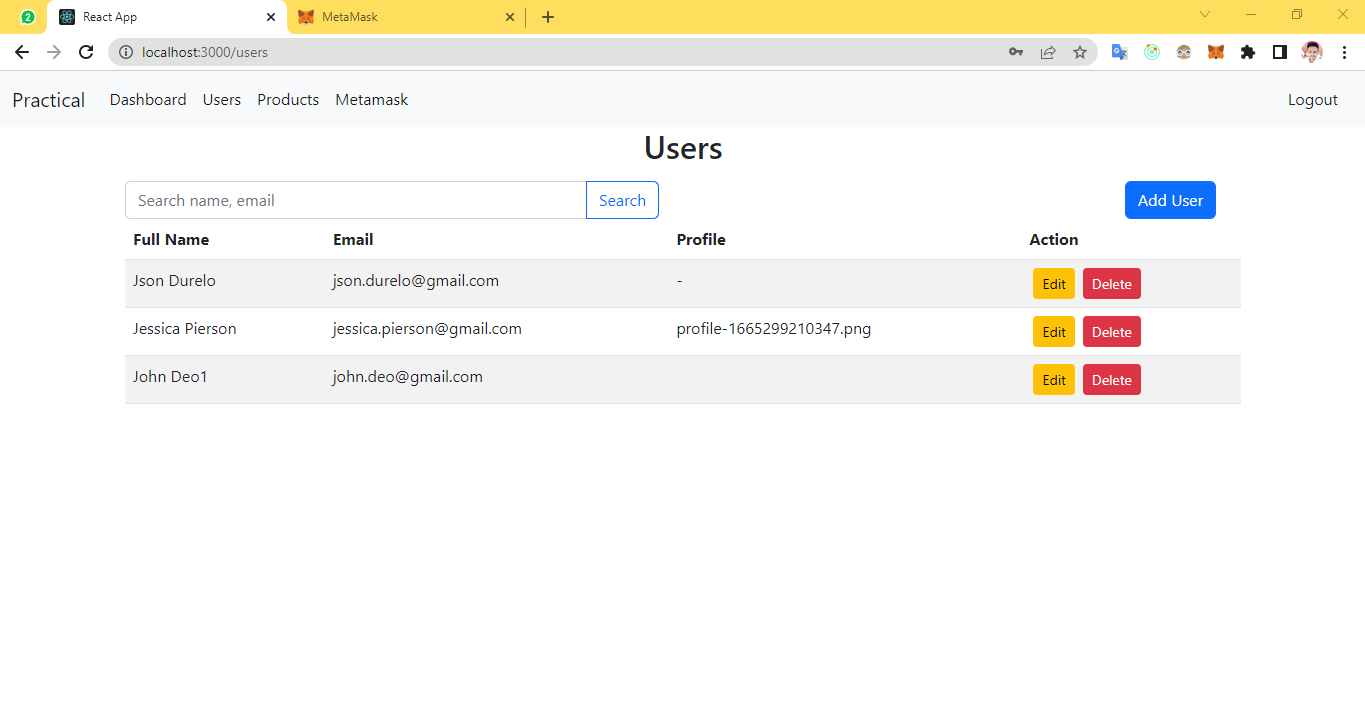 2 React App MetaMask
localhost:3000/users
Practical Dashboard Users Products Metamask Logout
Users
Search name, email Search Add User
Full Name Email Profile Action
Json Durelo json.durelo@gmail.com - Edit Delete
Jessica Pierson jessica.pierson@gmail.com profile-1665299210347.png Edit Delete
John Deo1 john.deo@gmail.com Edit Delete